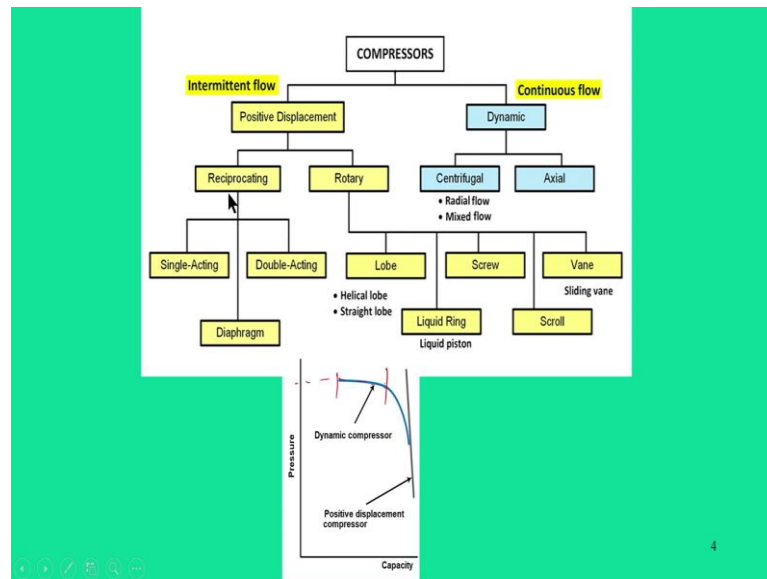 COMPRESSORS
Intermittent flow
Continuous flow
Positive Displacement
Dynamic
Reciprocating
Rotary
Centrifugal
Axial
• Radial flow
• Mixed flow
Single-Acting
Double-Acting
Lobe
Screw
Vane
Sliding vane
• Helical lobe
• Straight lobe
Diaphragm
Liquid Ring
Scroll
Liquid piston
Dynamic compressor
Pressure
Positive displacement
compressor
Capacity
4